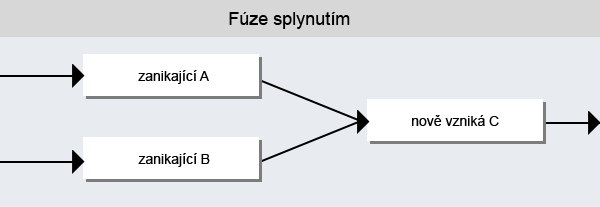 Fúze splynutím
zanikající A
nově vzniká C
zanikající B